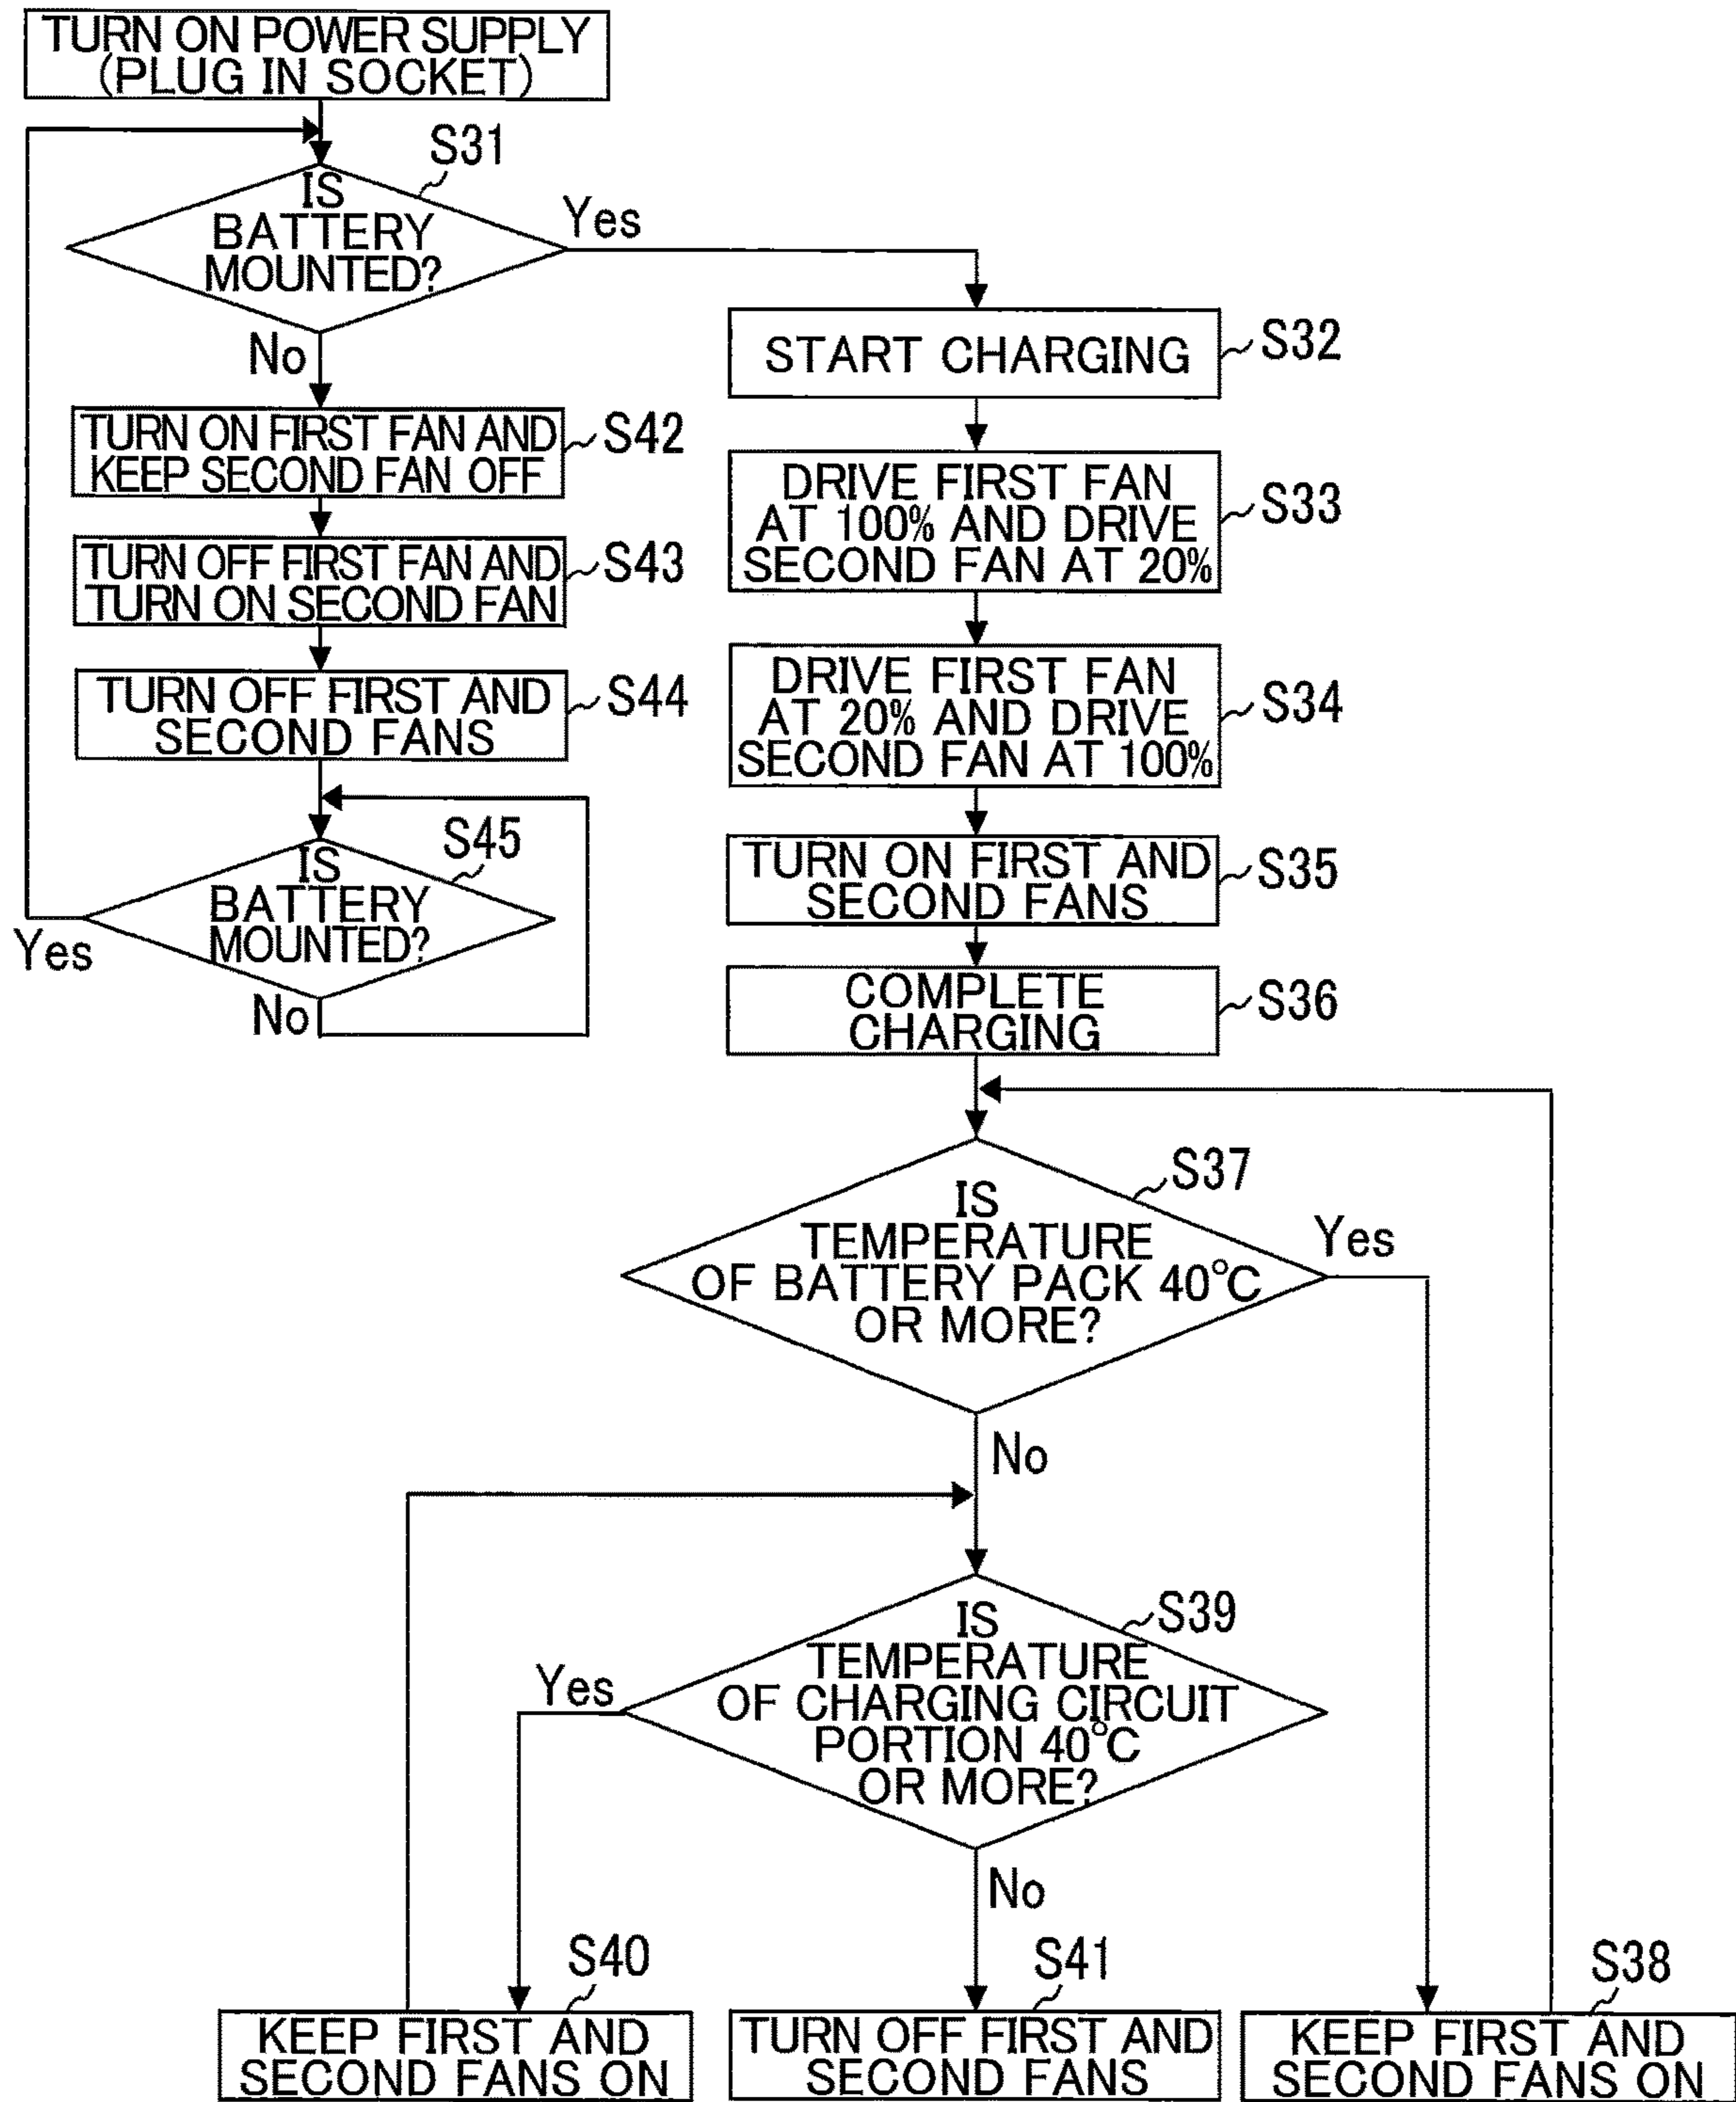 TURN ON POWER SUPPLY
(PLUG IN SOCKET)
S31
IS
BATTERY
MOUNTED?
Yes
No
TURN ON FIRST FAN AND
KEEP SECOND FAN OFF
S42
TURN OFF FIRST FAN AND
TURN ON SECOND FAN
S43
TURN OFF FIRST AND
SECOND FANS
S44
S45
IS
BATTERY
MOUNTED?
Yes
No
START CHARGING
S32
DRIVE FIRST FAN
AT 100% AND DRIVE
SECOND FAN AT 20%
S33
DRIVE FIRST FAN
AT 20% AND DRIVE
SECOND FAN AT 100%
S34
TURN ON FIRST AND
SECOND FANS
S35
COMPLETE
CHARGING
S36
S37
IS
TEMPERATURE
OF BATTERY PACK 40°C
OR MORE?
Yes
No
S39
IS
TEMPERATURE
OF CHARGING CIRCUIT
PORTION 40°C
OR MORE?
Yes
No
S40
KEEP FIRST AND
SECOND FANS ON
S41
TURN OFF FIRST AND
SECOND FANS
S38
KEEP FIRST AND
SECOND FANS ON